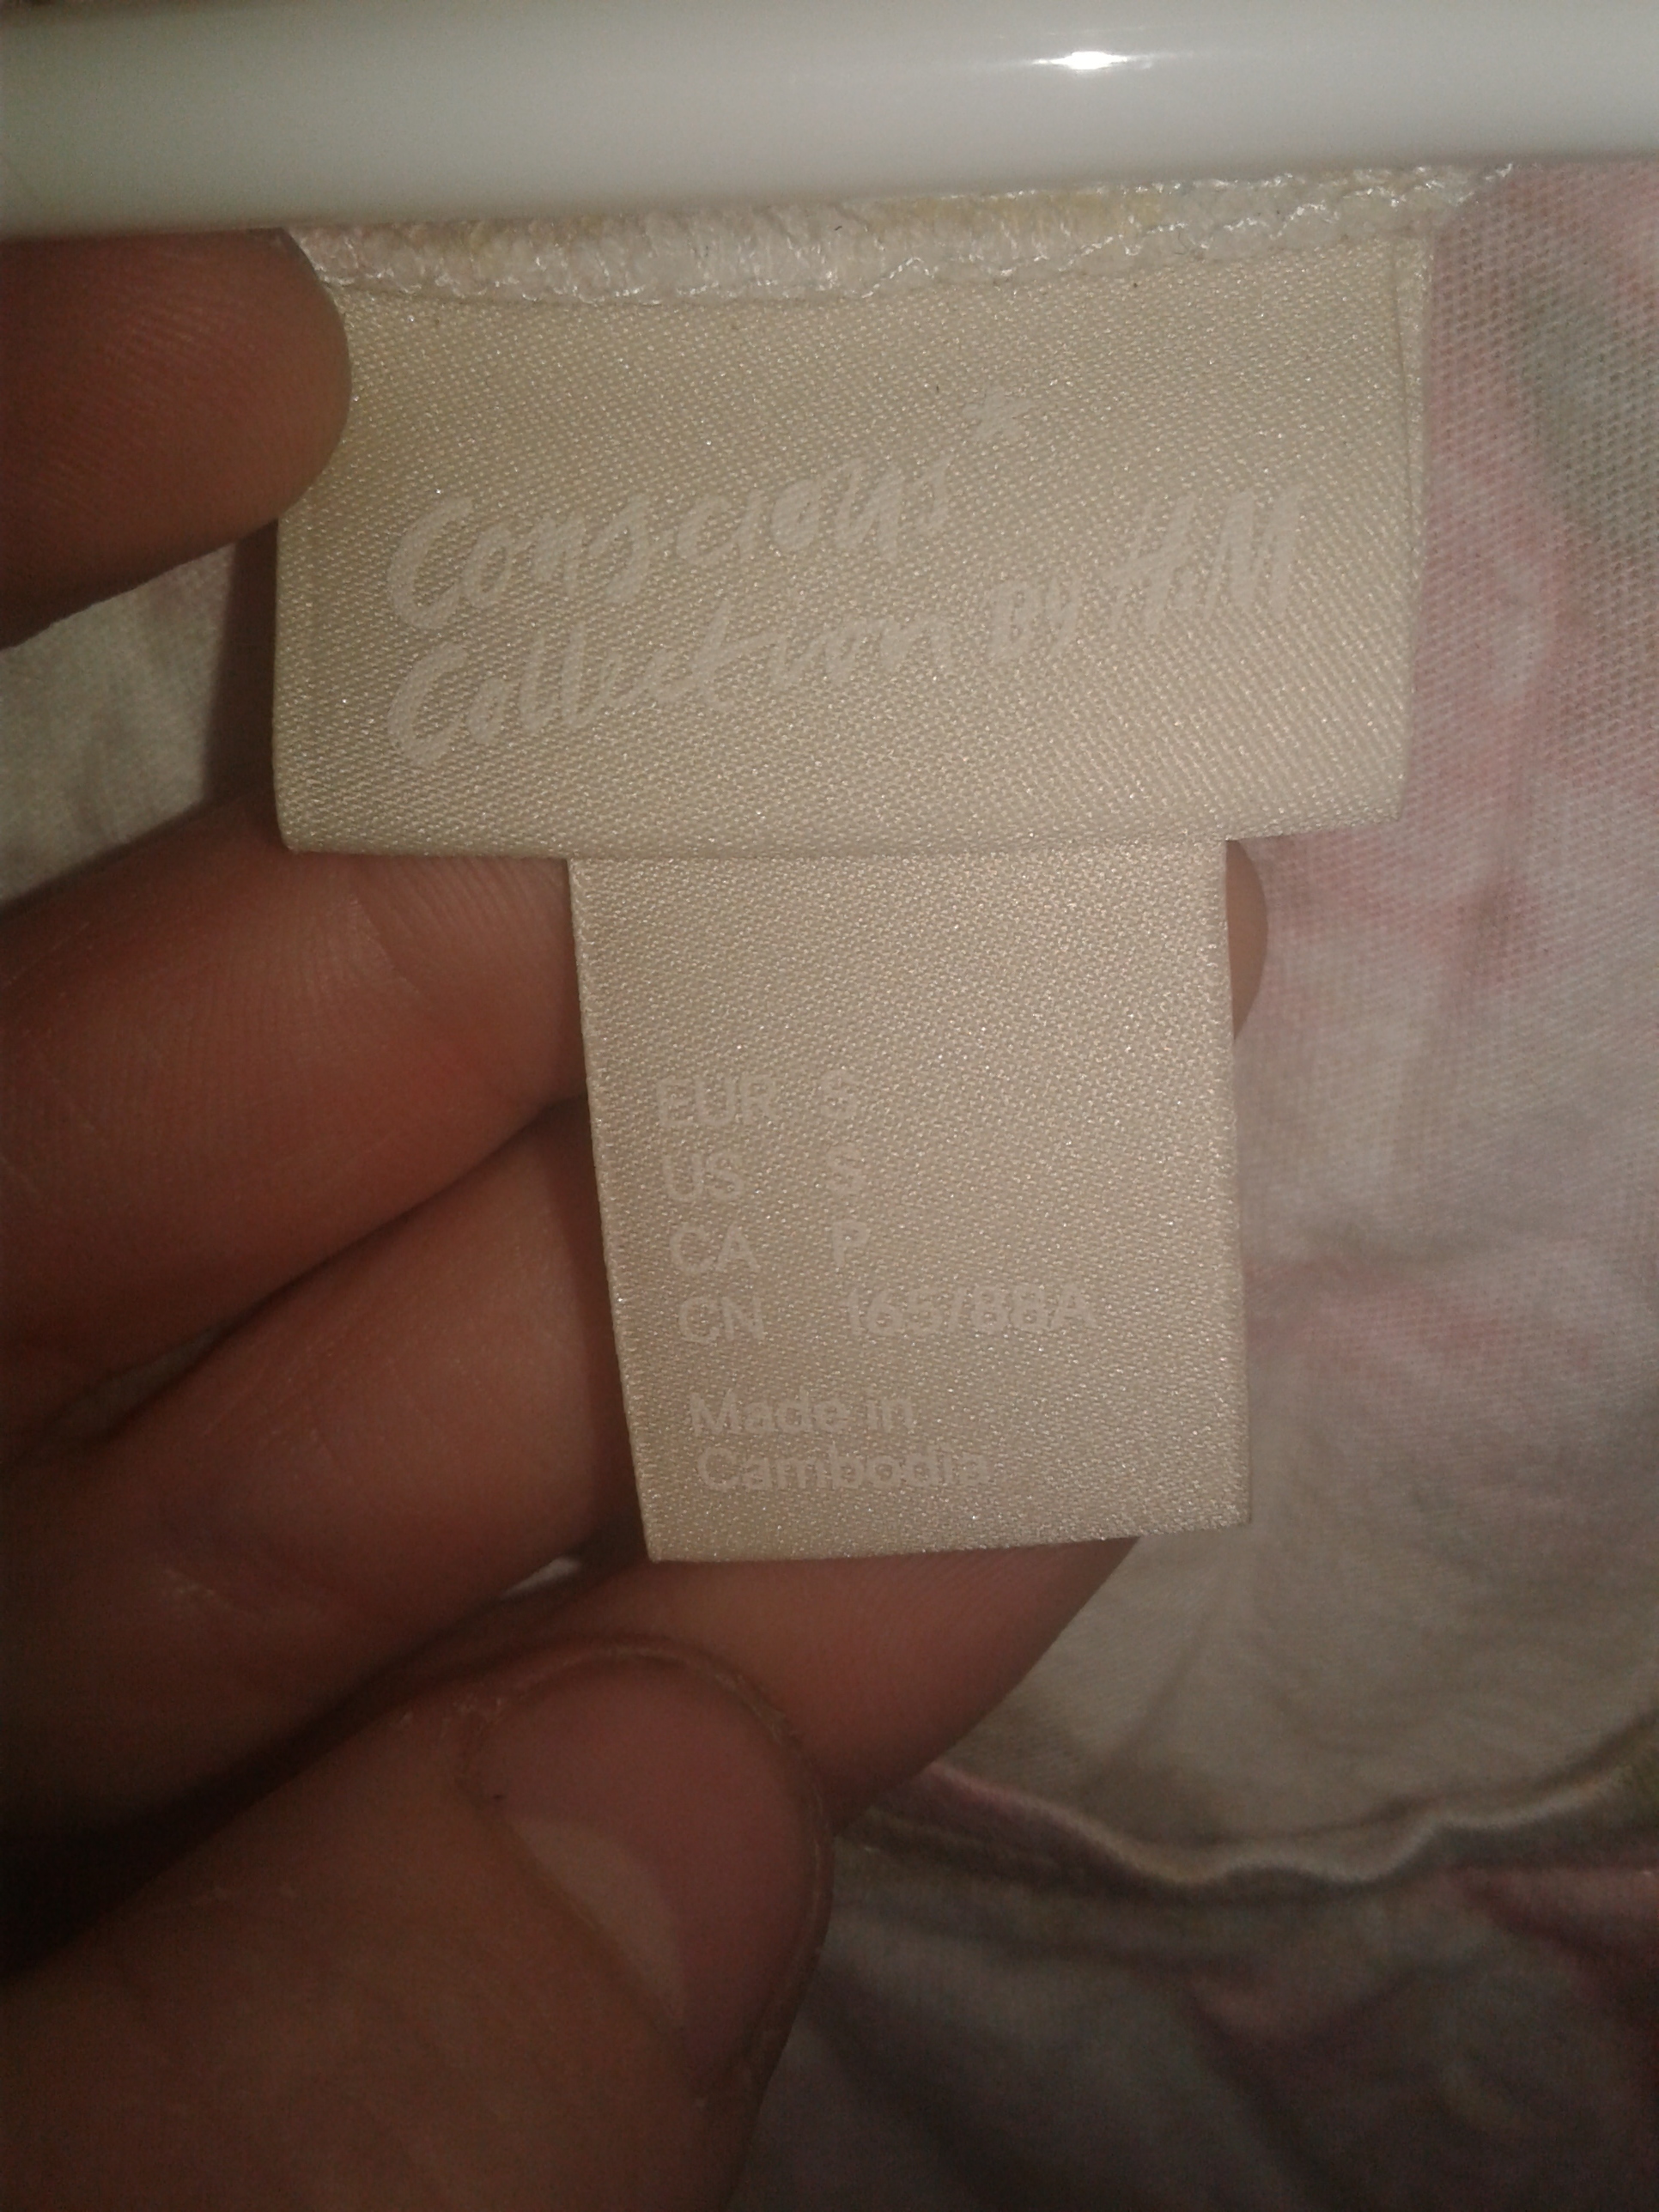 Conscious*
Collection BY H&M
EUR S
US S
CA P
CN 165/88A
Made in
Cambodia